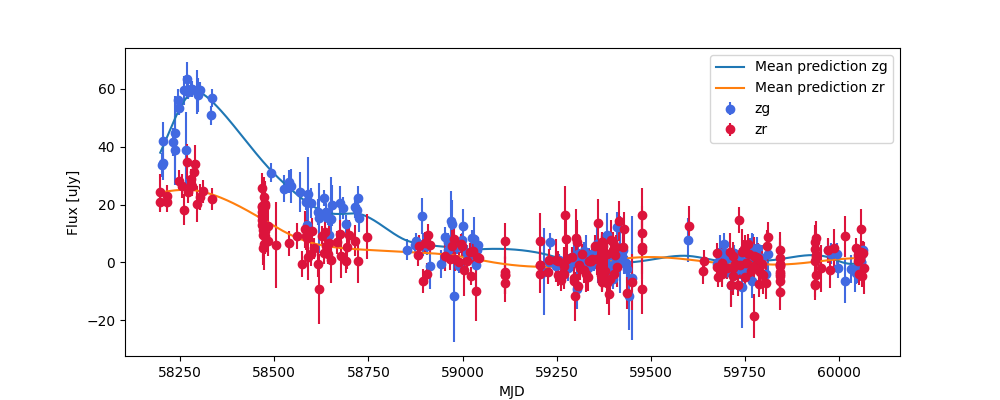 Mean prediction zg
Mean prediction zr
zg
zr
Flux [uJy]
60
40
20
0
−20
58250
58500
58750
59000
59250
59500
59750
60000
MJD